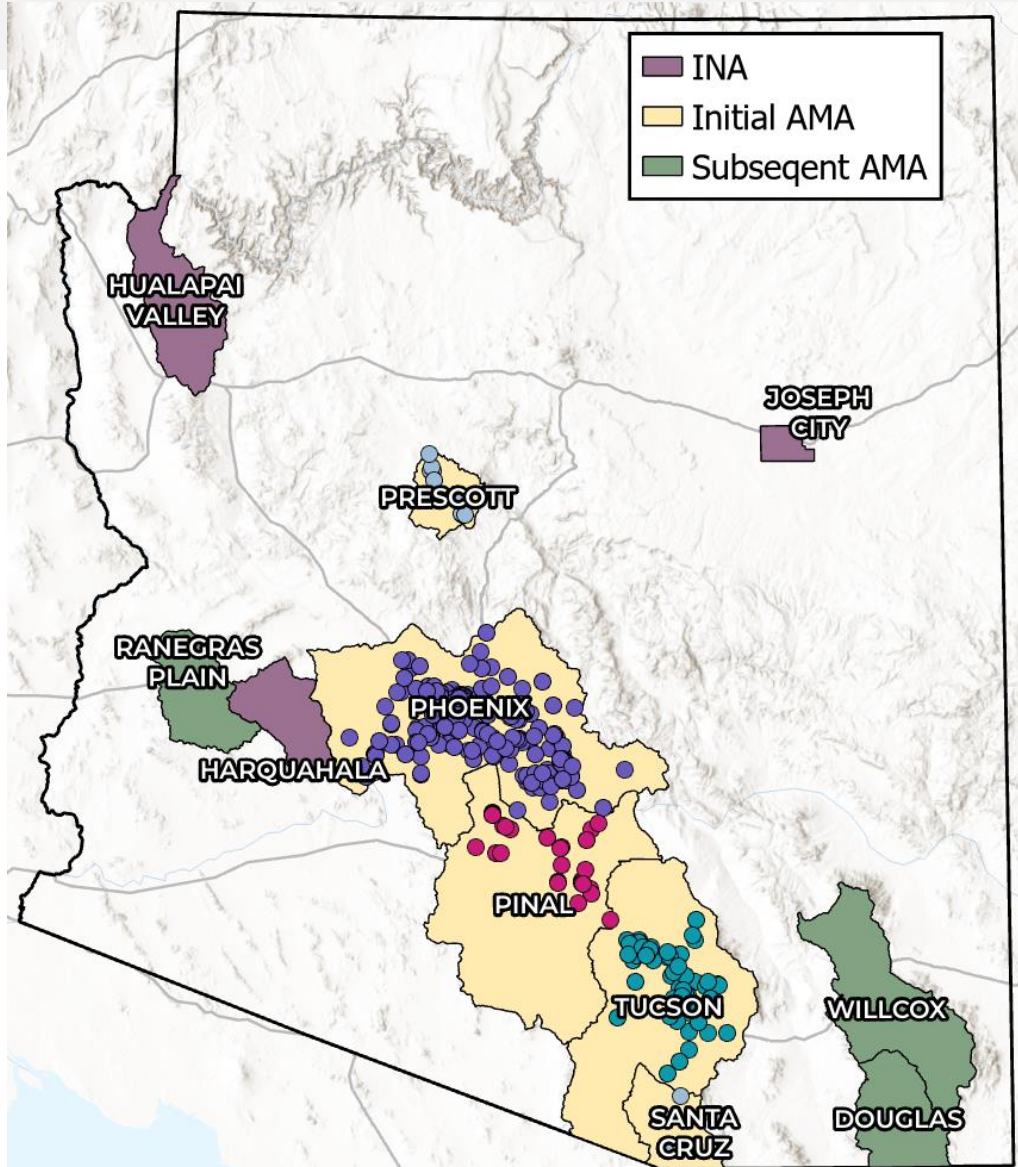 INA
Initial AMA
Subseqent AMA
HUALAPAI
VALLEY
JOSEPH
CITY
PRESCOTT
RANEGRAS
PLAIN
PHOENIX
HARQUAHALA
PINAL
TUCSON
WILLCOX
SANTA
CRUZ
DOUGLAS